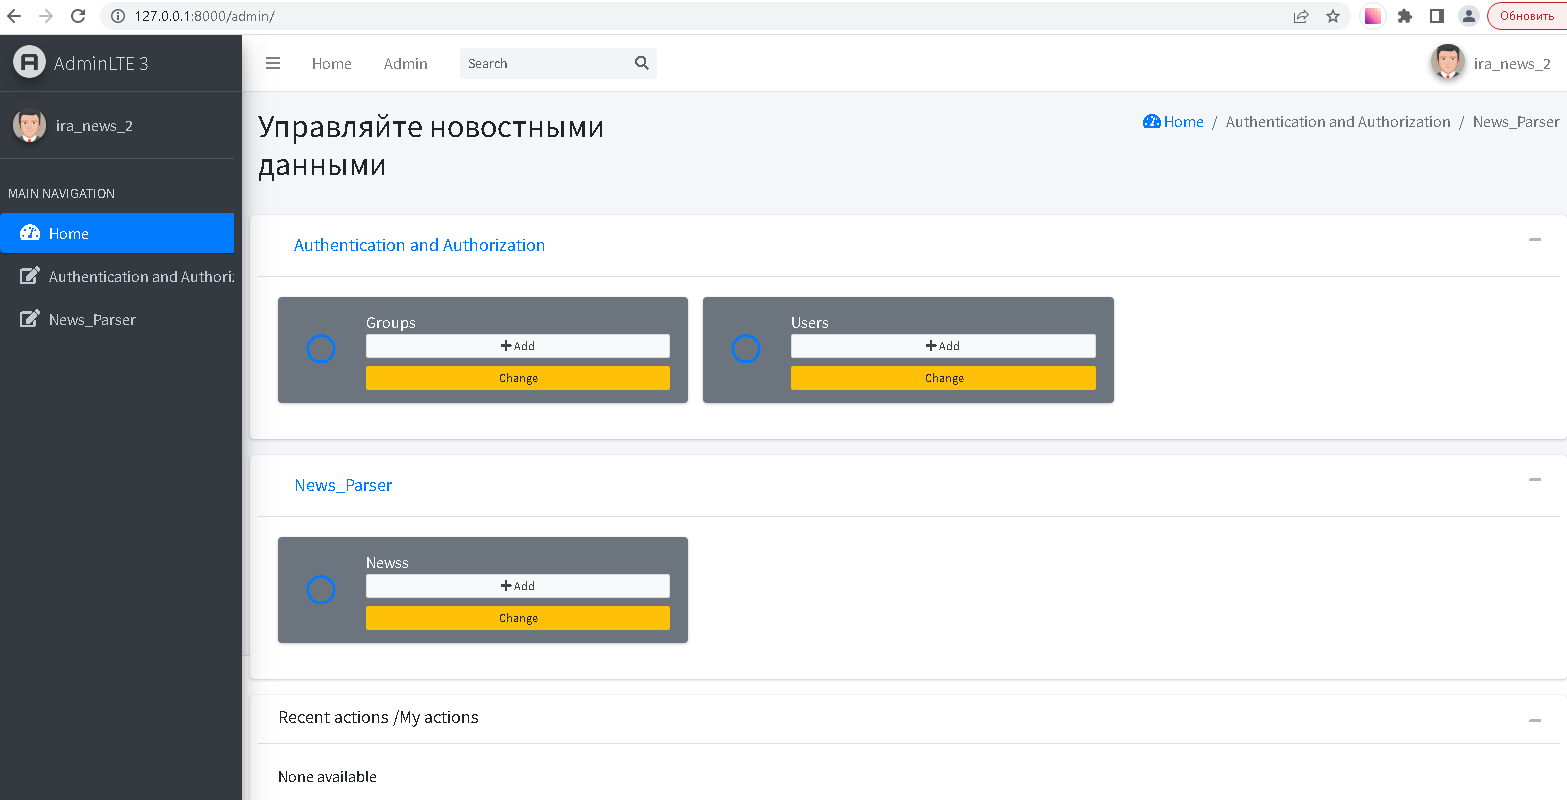 127.0.0.1:8000/admin/
Обновить
AdminLTE 3
Home
Admin
Search
ira_news_2
ira_news_2
MAIN NAVIGATION
Home
Authentication and Authoriz
News_Parser
Управляйте новостными
данными
Home / Authentication and Authorization / News_Parser
Authentication and Authorization
Groups
Add
Change
Users
Add
Change
News_Parser
Newss
Add
Change
Recent actions /My actions
None available